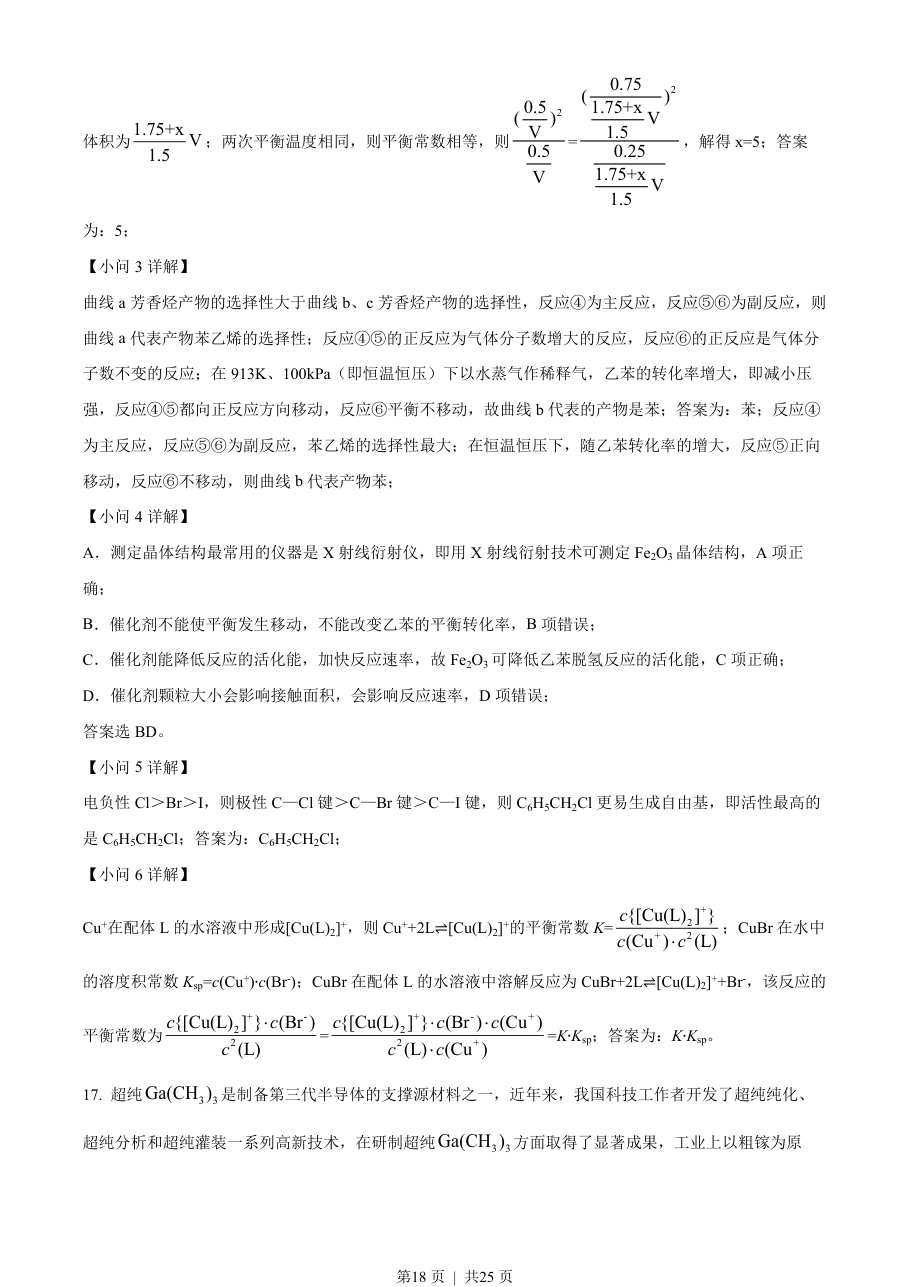 体积为 (1.75+x)/1.5 V；两次平衡温度相同，则平衡常数相等，则 (0.5/V)²/(0.5/V) = (0.75/((1.75+x)/1.5 V))²/(0.25/((1.75+x)/1.5 V))，解得 x=5；答案
为：5；
【小问 3 详解】
曲线 a 芳香烃产物的选择性大于曲线 b、c 芳香烃产物的选择性，反应④为主反应，反应⑤⑥为副反应，则
曲线 a 代表产物苯乙烯的选择性；反应④⑤的正反应为气体分子数增大的反应，反应⑥的正反应是气体分
子数不变的反应；在 913K、100kPa（即恒温恒压）下以水蒸气作稀释气，乙苯的转化率增大，即减小压
强，反应④⑤都向正反应方向移动，反应⑥平衡不移动，故曲线 b 代表的产物是苯；答案为：苯；反应④
为主反应，反应⑤⑥为副反应，苯乙烯的选择性最大；在恒温恒压下，随乙苯转化率的增大，反应⑤正向
移动，反应⑥不移动，则曲线 b 代表产物苯；
【小问 4 详解】
A．测定晶体结构最常用的仪器是 X 射线衍射仪，即用 X 射线衍射技术可测定 Fe₂O₃ 晶体结构，A 项正
确；
B．催化剂不能使平衡发生移动，不能改变乙苯的平衡转化率，B 项错误；
C．催化剂能降低反应的活化能，加快反应速率，故 Fe₂O₃ 可降低乙苯脱氢反应的活化能，C 项正确；
D．催化剂颗粒大小会影响接触面积，会影响反应速率，D 项错误；
答案选 BD。
【小问 5 详解】
电负性 Cl＞Br＞I，则极性 C—Cl 键＞C—Br 键＞C—I 键，则 C₆H₅CH₂Cl 更易生成自由基，即活性最高的
是 C₆H₅CH₂Cl；答案为：C₆H₅CH₂Cl；
【小问 6 详解】
Cu⁺在配体 L 的水溶液中形成[Cu(L)₂]⁺，则 Cu⁺+2L⇌[Cu(L)₂]⁺的平衡常数 K= c{[Cu(L)₂]⁺}/(c(Cu⁺)·c²(L))；CuBr 在水中
的溶度积常数 Ksp=c(Cu⁺)·c(Br⁻)；CuBr 在配体 L 的水溶液中溶解反应为 CuBr+2L⇌[Cu(L)₂]⁺+Br⁻，该反应的
平衡常数为 c{[Cu(L)₂]⁺}·c(Br⁻)/c²(L) = c{[Cu(L)₂]⁺}·c(Br⁻)·c(Cu⁺)/(c²(L)·c(Cu⁺)) =K·Ksp；答案为：K·Ksp。
17. 超纯 Ga(CH₃)₃ 是制备第三代半导体的支撑源材料之一，近年来，我国科技工作者开发了超纯纯化、
超纯分析和超纯灌装一系列高新技术，在研制超纯 Ga(CH₃)₃ 方面取得了显著成果，工业上以粗镓为原
第18 页 | 共25 页